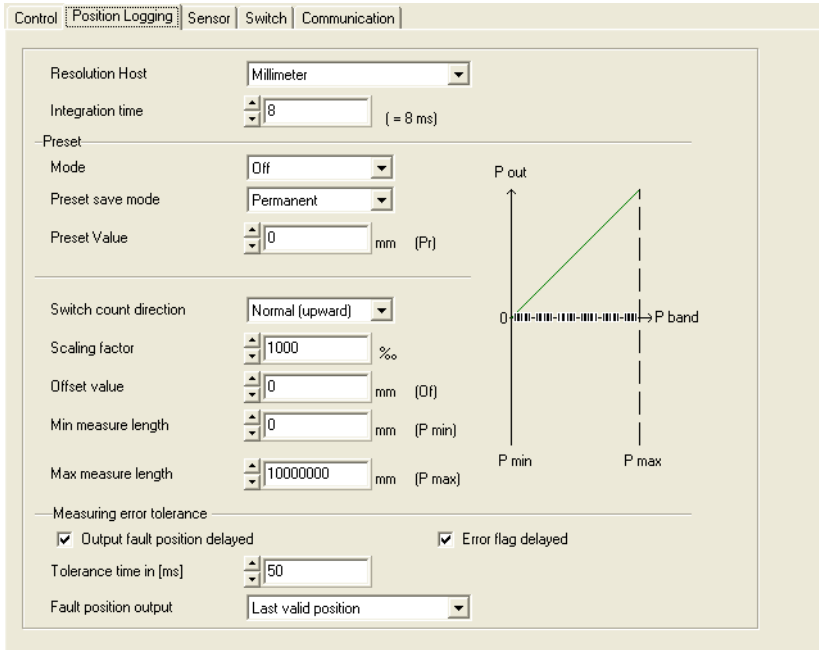 Control Position Logging Sensor Switch Communication
Resolution Host Millimeter
Integration time 8 ( = 8 ms)
Preset
Mode Off
Preset save mode Permanent
Preset Value 0 mm (Pr)
Switch count direction Normal (upward)
Scaling factor 1000 ‰
Offset value 0 mm (Of)
Min measure length 0 mm (P min)
Max measure length 10000000 mm (P max)
P out
0 P band
P min P max
Measuring error tolerance
Output fault position delayed Error flag delayed
Tolerance time in [ms] 50
Fault position output Last valid position